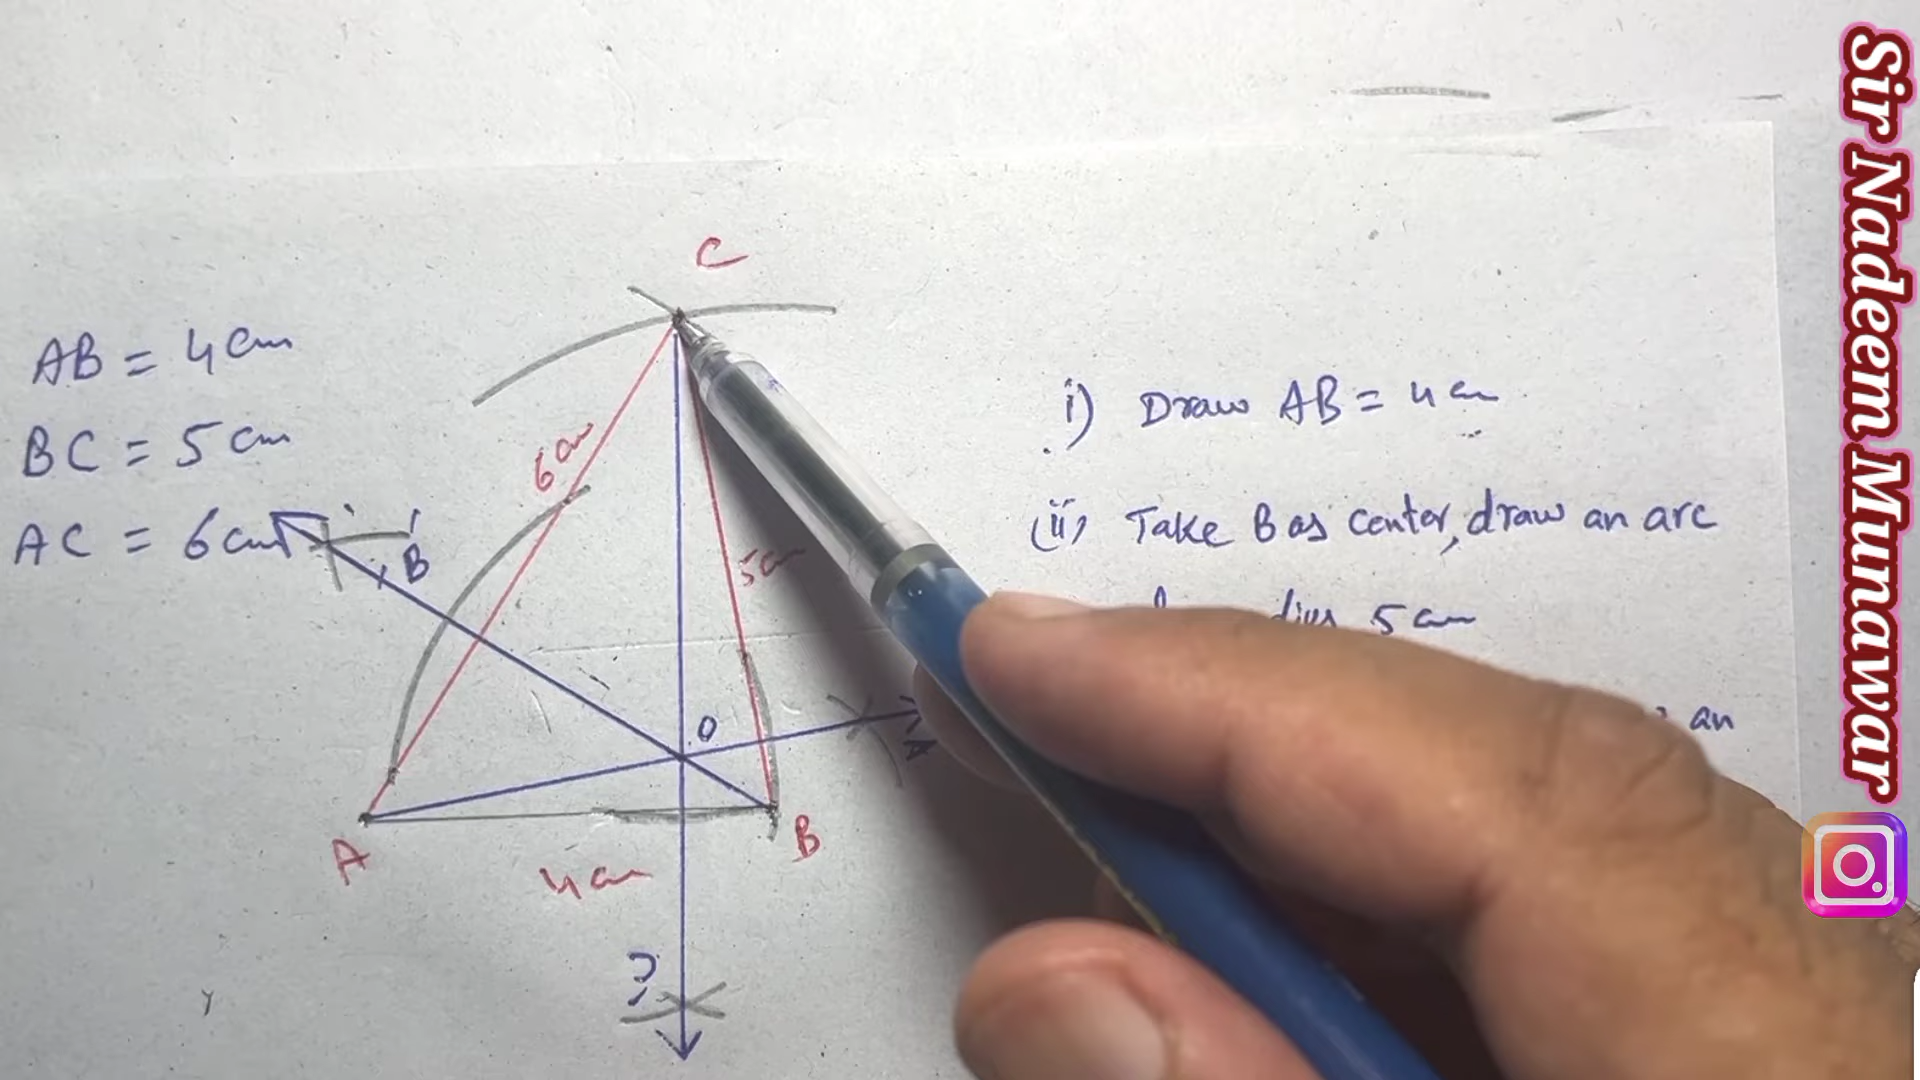 C
AB = 4cm
BC = 5cm
AC = 6cm
B'
6cm
5cm
O
A
B
4cm
i) Draw AB = 4cm
(ii) Take B as center, draw an arc
5cm
an
Sir Nadeem Munawar